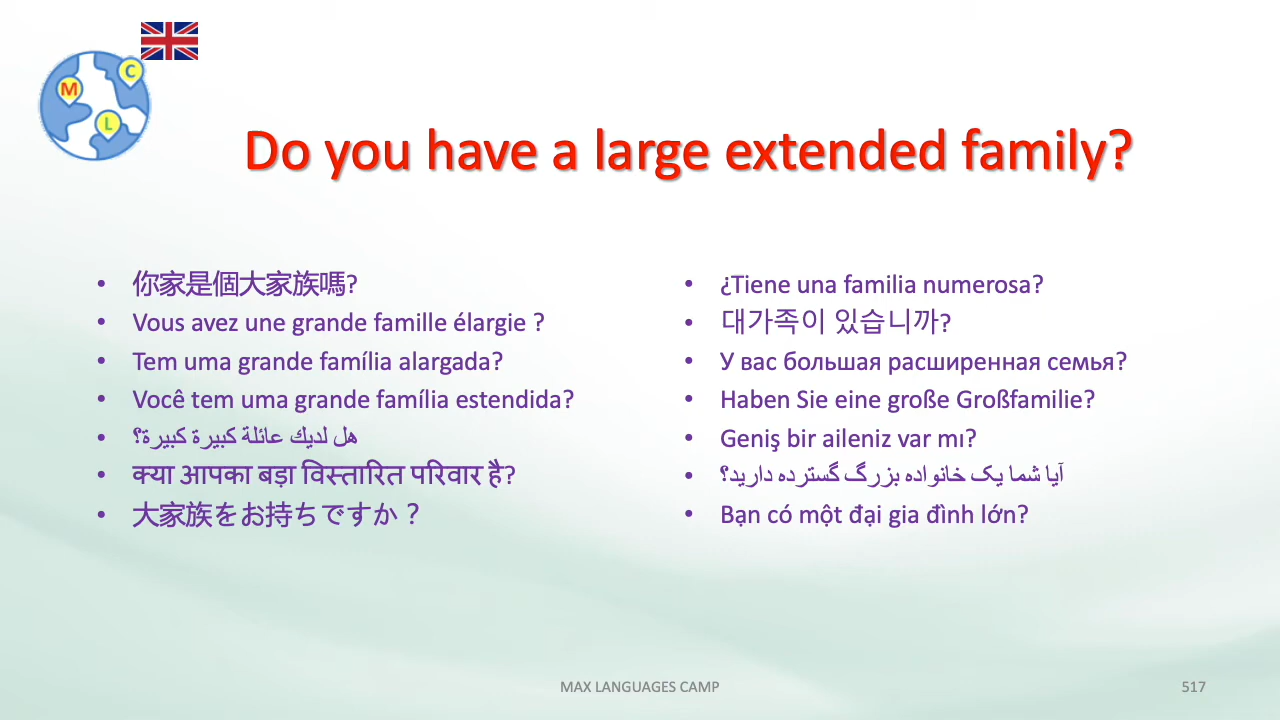 M C L
Do you have a large extended family?
• 你家是個大家族嗎?
• Vous avez une grande famille élargie ?
• Tem uma grande família alargada?
• Você tem uma grande família estendida?
• هل لديك عائلة كبيرة كبيرة؟
• क्या आपका बड़ा विस्तारित परिवार है?
• 大家族をお持ちですか？
• ¿Tiene una familia numerosa?
• 대가족이 있습니까?
• У вас большая расширенная семья?
• Haben Sie eine große Großfamilie?
• Geniş bir aileniz var mı?
• آیا شما یک خانواده بزرگ گسترده دارید؟
• Bạn có một đại gia đình lớn?
MAX LANGUAGES CAMP
517